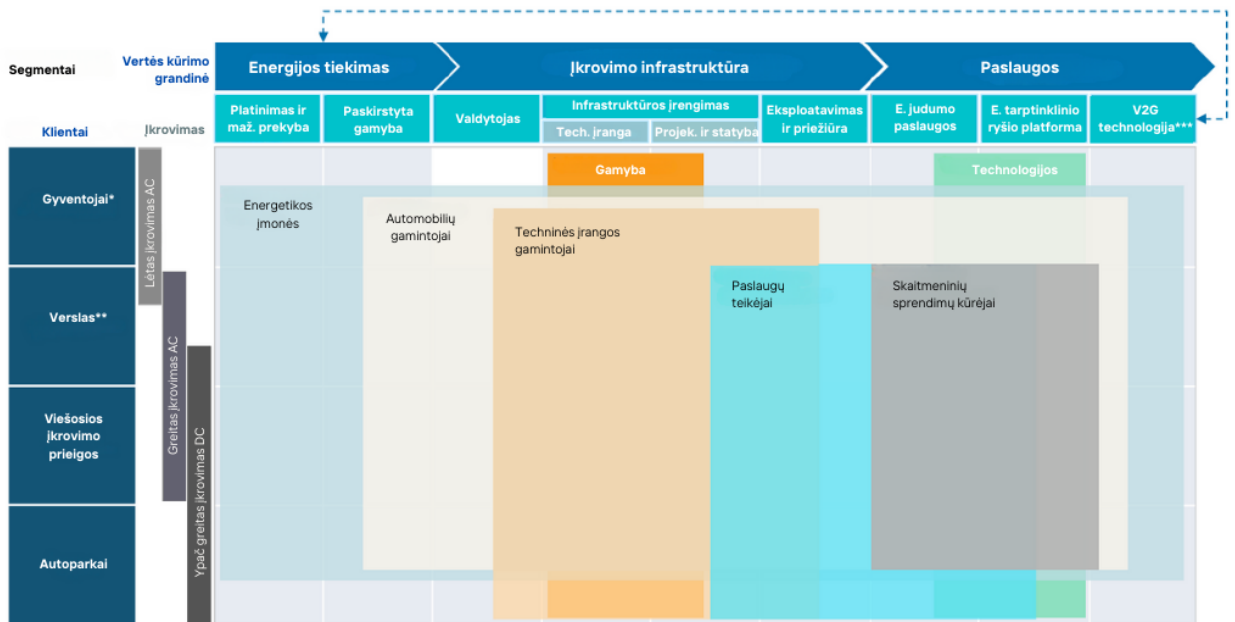 Segmentai
Vertės kūrimo
grandinė
Energijos tiekimas
Įkrovimo infrastruktūra
Paslaugos
Klientai
Įkrovimas
Platinimas ir
maž. prekyba
Paskirstyta
gamyba
Valdytojas
Infrastruktūros įrengimas
Tech. įranga
Projek. ir statyba
Eksploatavimas
ir priežiūra
E. judumo
paslaugos
E. tarptinklinio
ryšio platforma
V2G
technologija***
Gyventojai*
Verslas**
Viešosios
įkrovimo
prieigos
Autoparkai
Lėtas įkrovimas AC
Greitas įkrovimas AC
Ypač greitas įkrovimas DC
Gamyba
Technologijos
Energetikos
įmonės
Automobilių
gamintojai
Techninės įrangos
gamintojai
Paslaugų
teikėjai
Skaitmeninių
sprendimų kūrėjai